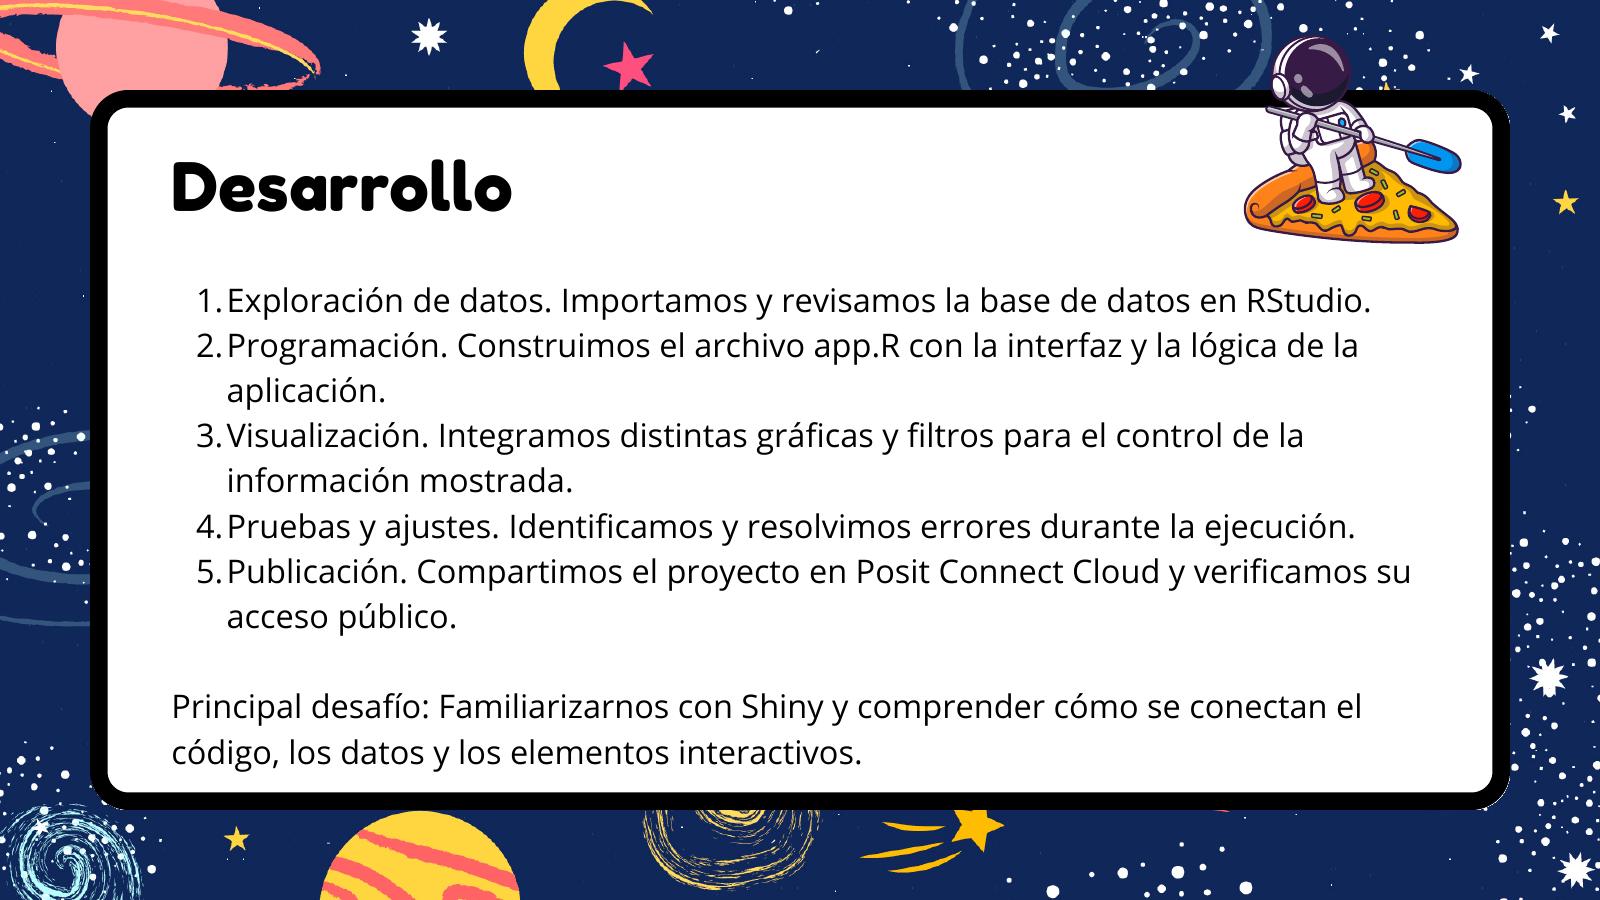 Desarrollo
1. Exploración de datos. Importamos y revisamos la base de datos en RStudio.
2. Programación. Construimos el archivo app.R con la interfaz y la lógica de la
aplicación.
3. Visualización. Integramos distintas gráficas y filtros para el control de la
información mostrada.
4. Pruebas y ajustes. Identificamos y resolvimos errores durante la ejecución.
5. Publicación. Compartimos el proyecto en Posit Connect Cloud y verificamos su
acceso público.
Principal desafío: Familiarizarnos con Shiny y comprender cómo se conectan el
código, los datos y los elementos interactivos.